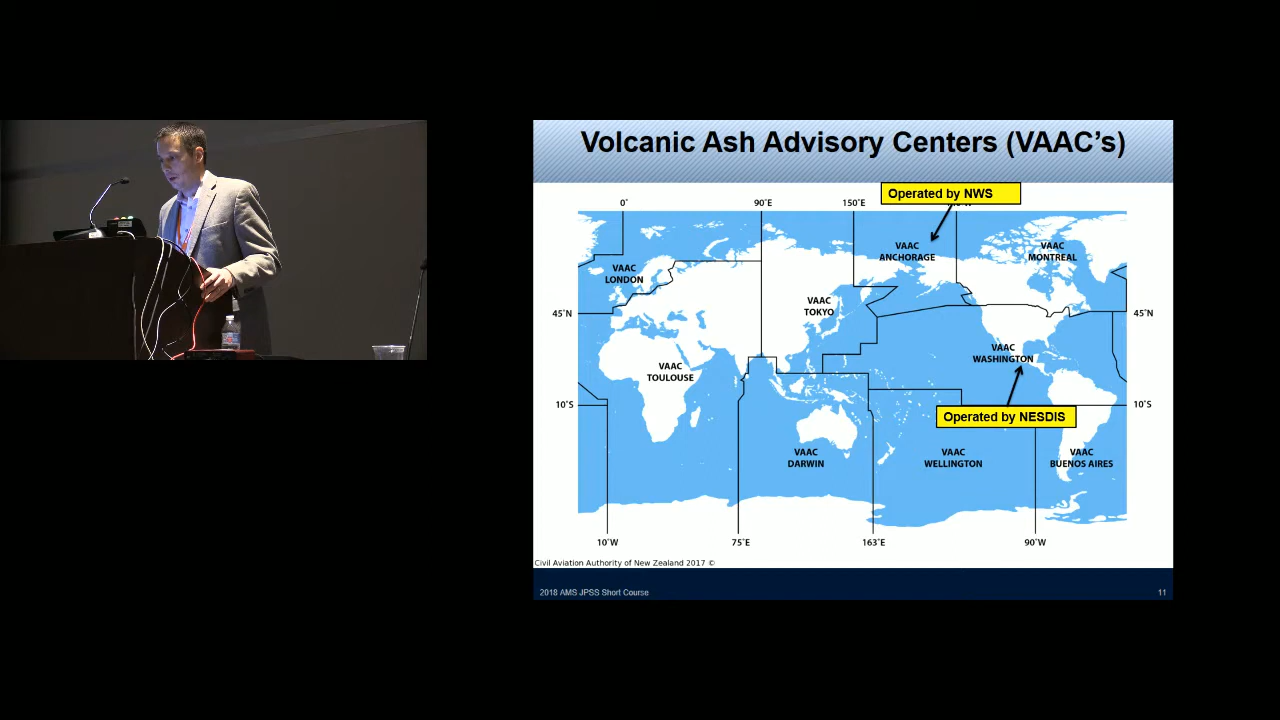 Volcanic Ash Advisory Centers (VAAC's)
Operated by NWS
0˚
90˚E
150˚E
VAAC
ANCHORAGE
VAAC
MONTREAL
VAAC
LONDON
VAAC
TOKYO
45˚N
45˚N
VAAC
WASHINGTON
VAAC
TOULOUSE
10˚S
10˚S
Operated by NESDIS
VAAC
DARWIN
VAAC
WELLINGTON
VAAC
BUENOS AIRES
10˚W
75˚E
163˚E
90˚W
Civil Aviation Authority of New Zealand 2017 ©
2018 AMS JPSS Short Course
11